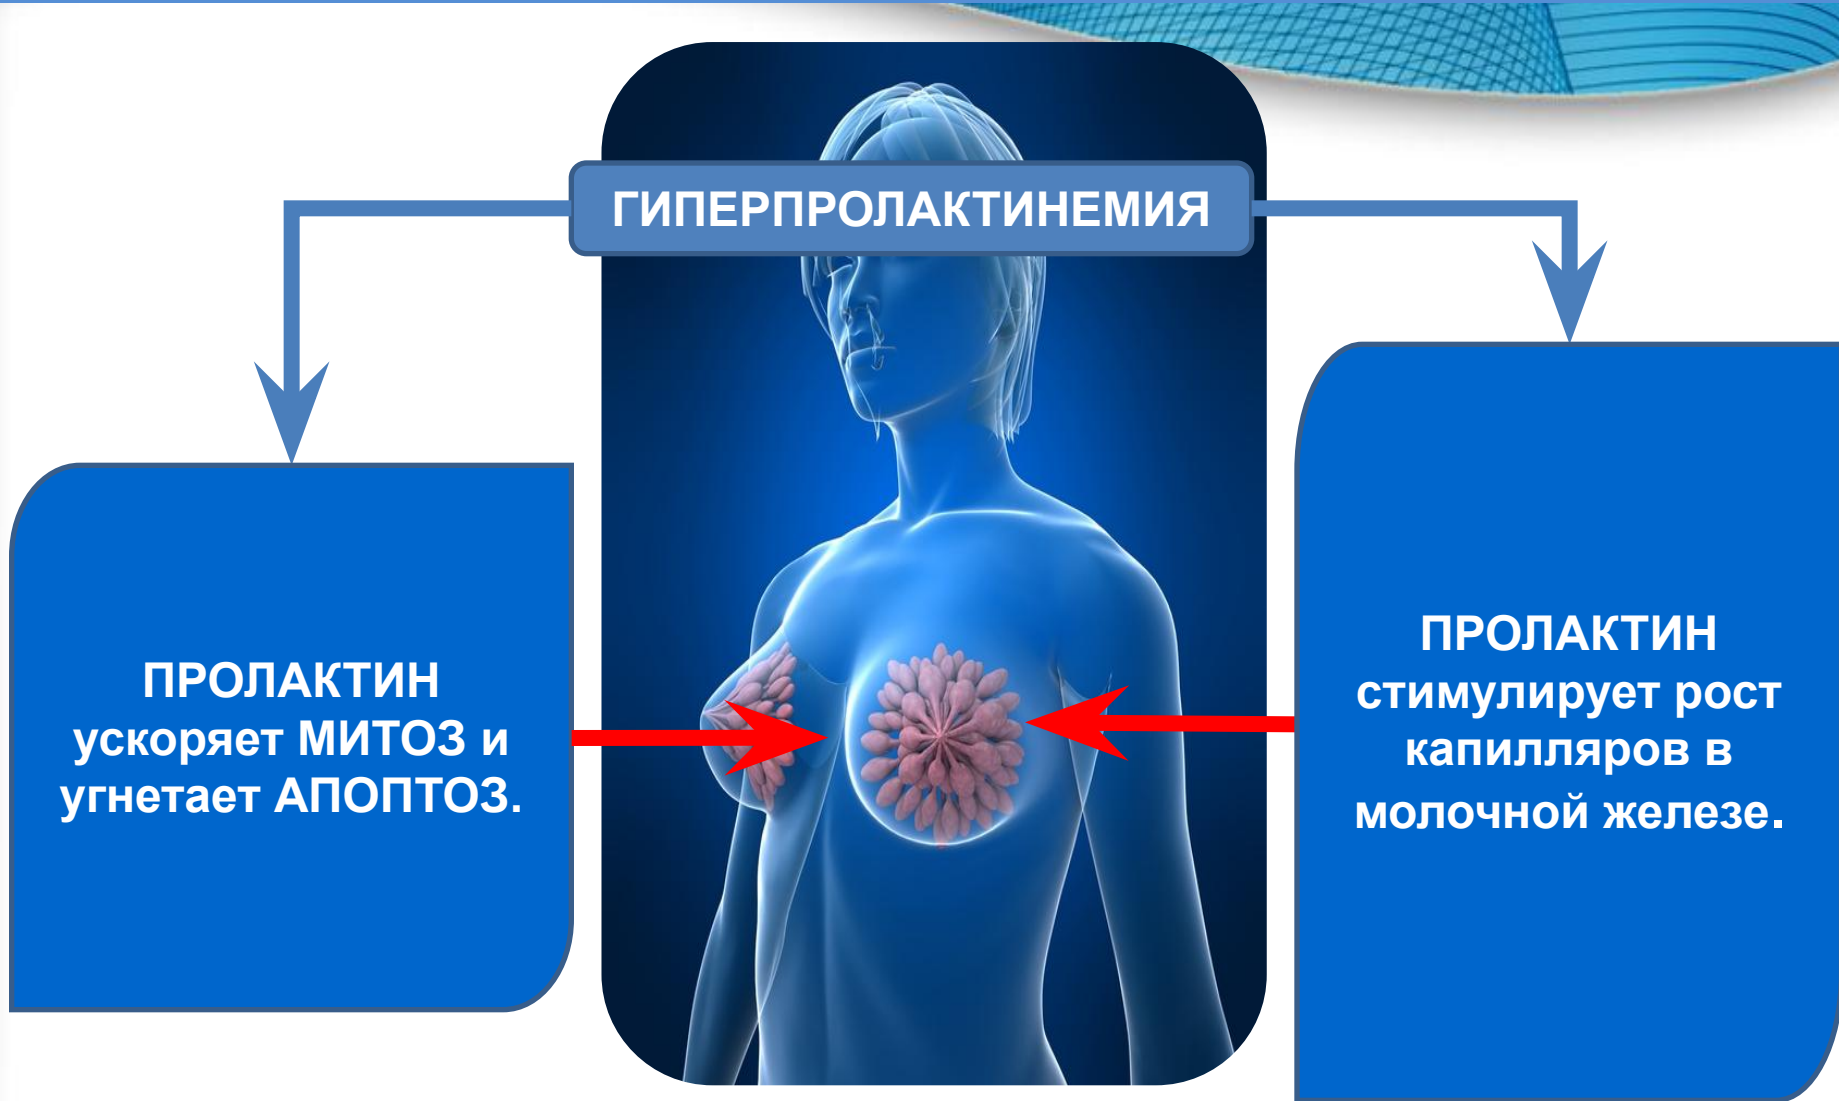 ГИПЕРПРОЛАКТИНЕМИЯ
ПРОЛАКТИН
ускоряет МИТОЗ и
угнетает АПОПТОЗ.
ПРОЛАКТИН
стимулирует рост
капилляров в
молочной железе.